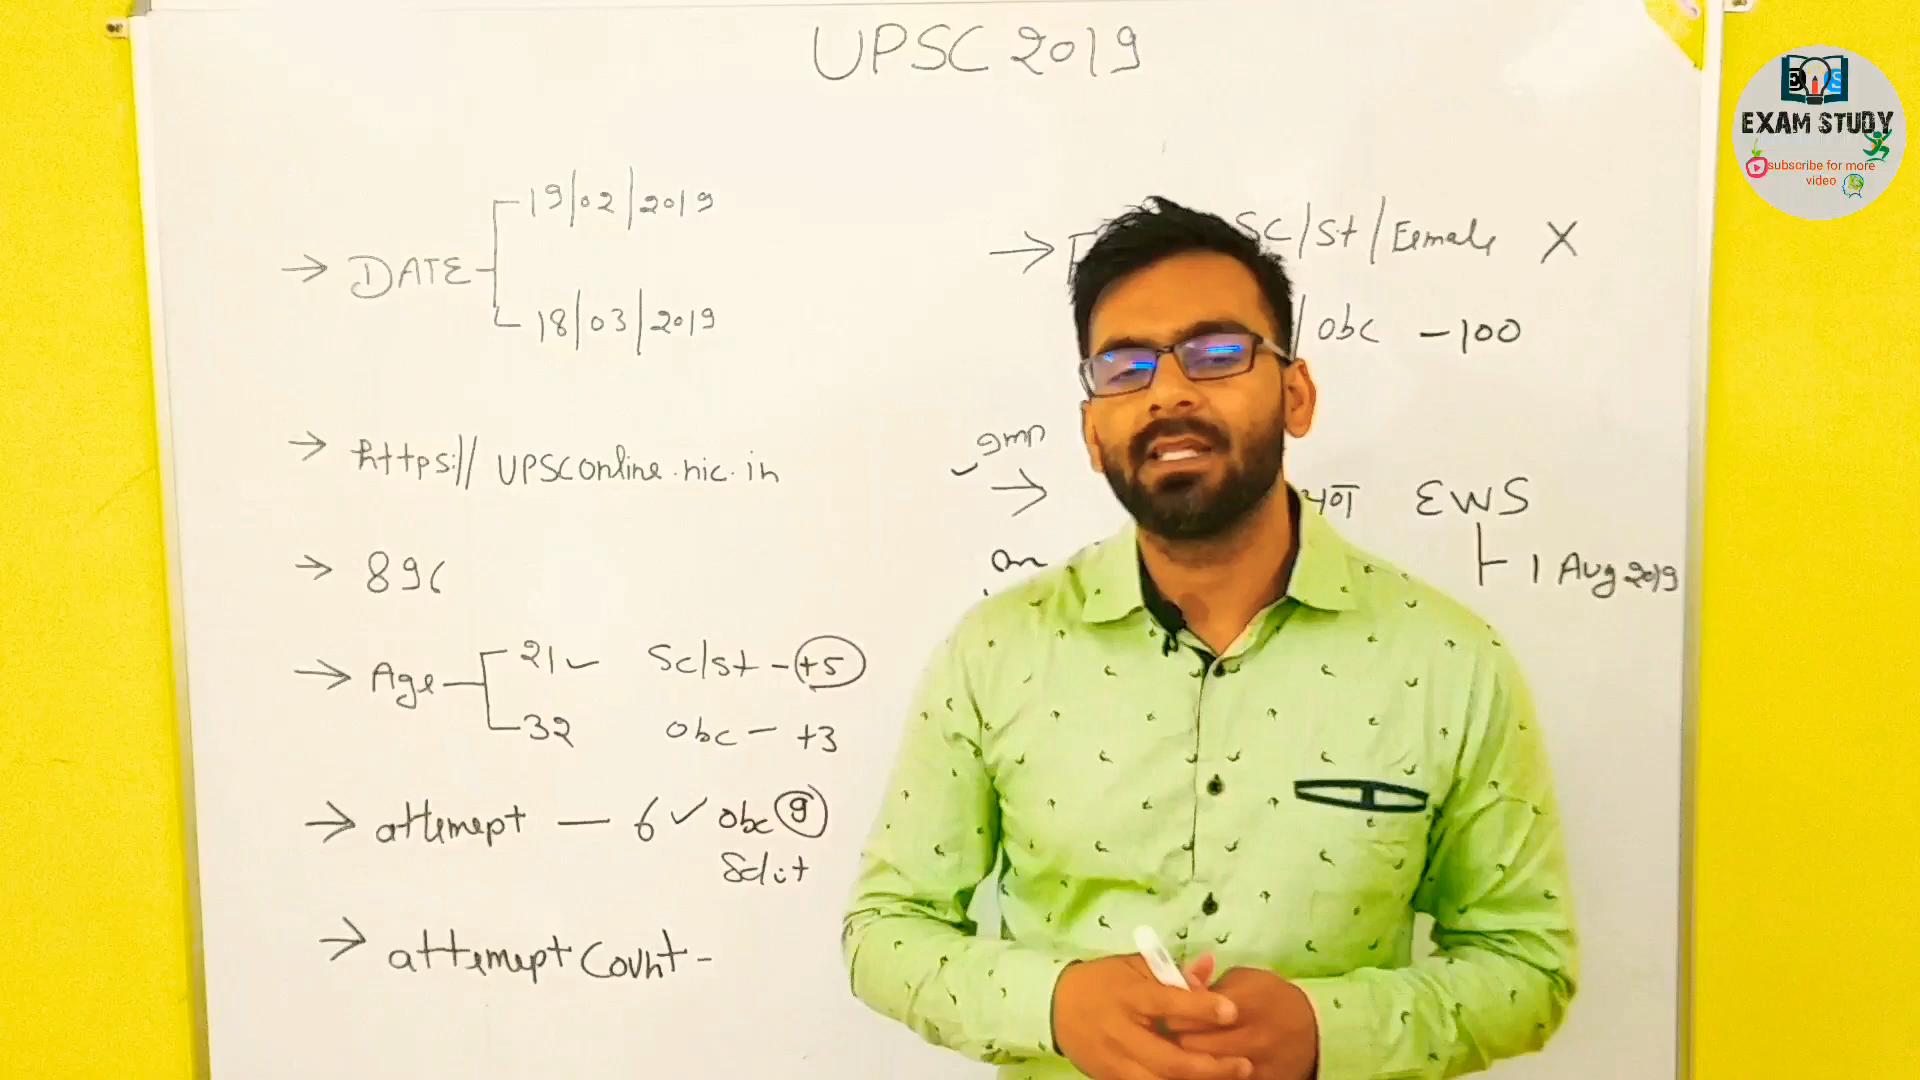 UPSC 2019
EXAM STUDY
subscribe for more
video
→ DATE
19/02/2019
18/03/2019
→ https:// UPSConline.nic.in
→ 896
→ Age
21 ✓ Sc/st - +5
32 Obc - +3
→ attempt — 6 ✓ Obc 9
→ attempt Count -
→ SC/St/Female X
/ obc - 100
EWS
1 Aug 2019